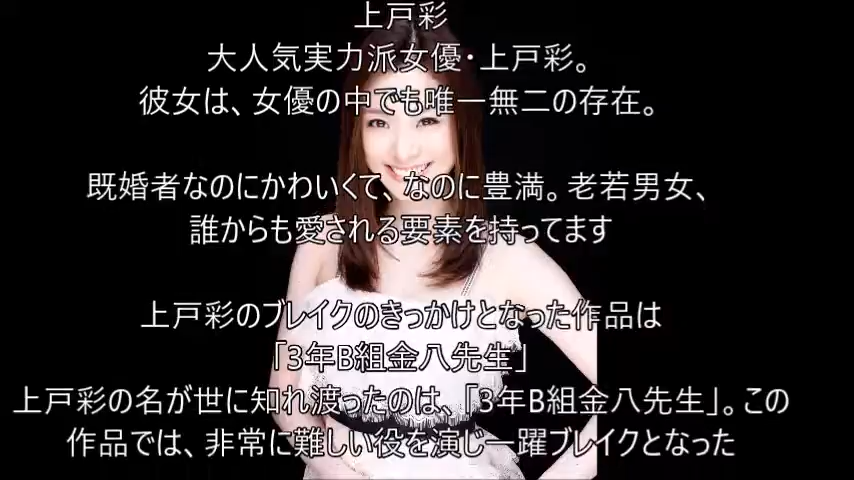 上戸彩
大人気実力派女優・上戸彩。
彼女は、女優の中でも唯一無二の存在。
既婚者なのにかわいくて、なのに豊満。老若男女、
誰からも愛される要素を持ってます
上戸彩のブレイクのきっかけとなった作品は
「3年B組金八先生」
上戸彩の名が世に知れ渡ったのは、「3年B組金八先生」。この
作品では、非常に難しい役を演じ一躍ブレイクとなった